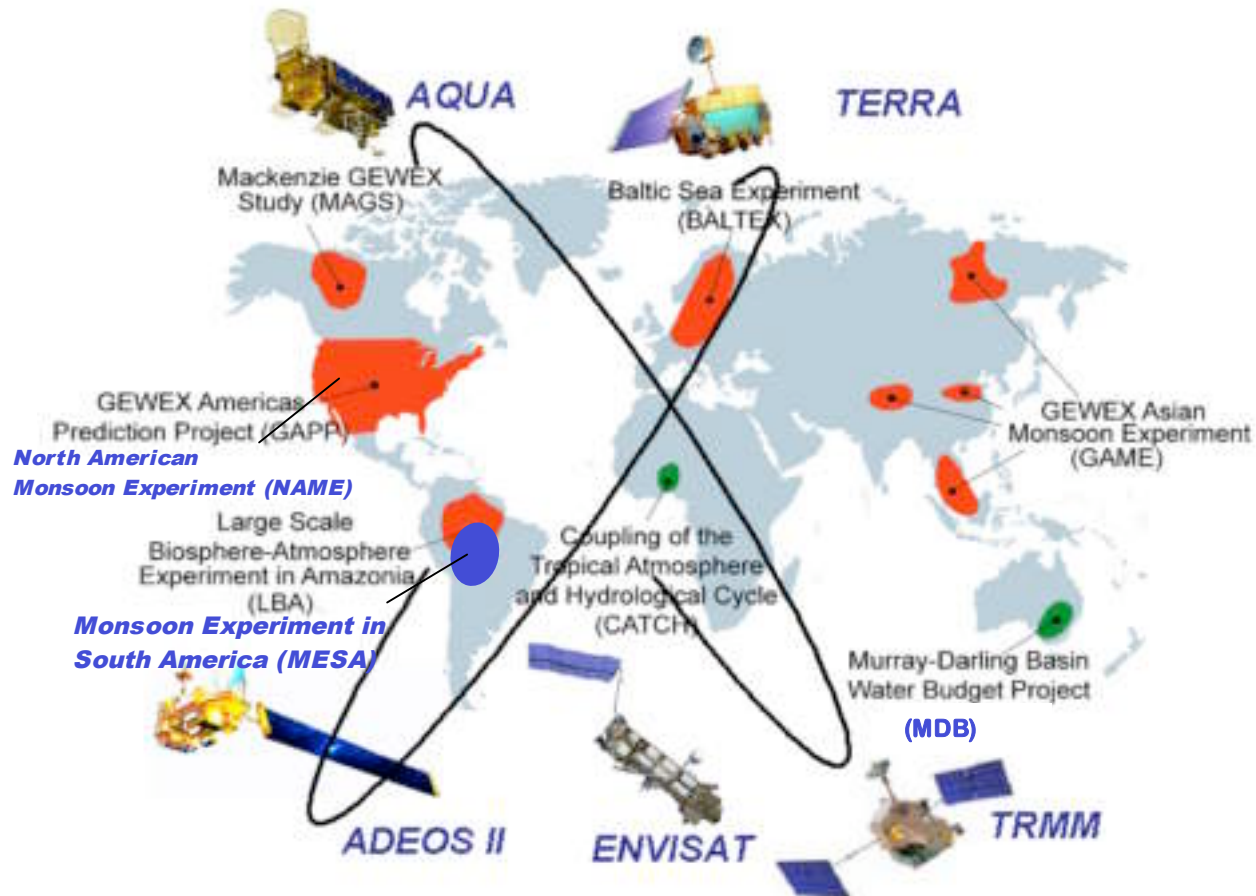 AQUA
TERRA
Mackenzie GEWEX
Study (MAGS)
Baltic Sea Experiment
(BALTEX)
GEWEX Americas
Prediction Project (GAPP)
North American
Monsoon Experiment (NAME)
GEWEX Asian
Monsoon Experiment
(GAME)
Large Scale
Biosphere-Atmosphere
Experiment in Amazonia
(LBA)
Monsoon Experiment in
South America (MESA)
Coupling of the
Tropical Atmosphere
and Hydrological Cycle
(CATCH)
Murray-Darling Basin
Water Budget Project
(MDB)
ADEOS II
ENVISAT
TRMM